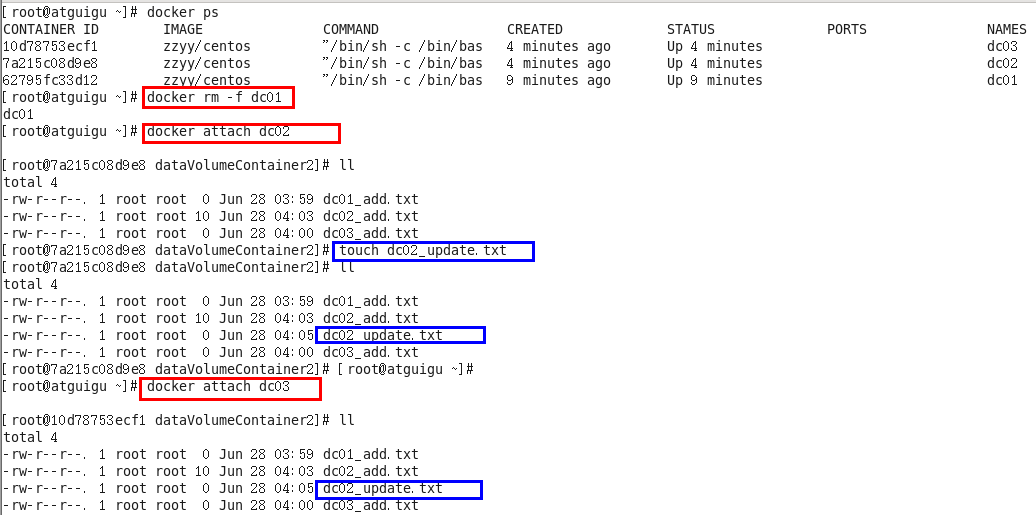 [root@atguigu ~]# docker ps
CONTAINER ID        IMAGE               COMMAND                CREATED             STATUS              PORTS               NAMES
10d78753ecf1        zzyy/centos         "/bin/sh -c /bin/bas   4 minutes ago       Up 4 minutes                            dc03
7a215c08d9e8        zzyy/centos         "/bin/sh -c /bin/bas   4 minutes ago       Up 4 minutes                            dc02
62795fc33d12        zzyy/centos         "/bin/sh -c /bin/bas   9 minutes ago       Up 9 minutes                            dc01
[root@atguigu ~]# docker rm -f dc01
dc01
[root@atguigu ~]# docker attach dc02
[root@7a215c08d9e8 dataVolumeContainer2]# ll
total 4
-rw-r--r--. 1 root root  0 Jun 28 03:59 dc01_add.txt
-rw-r--r--. 1 root root 10 Jun 28 04:03 dc02_add.txt
-rw-r--r--. 1 root root  0 Jun 28 04:00 dc03_add.txt
[root@7a215c08d9e8 dataVolumeContainer2]# touch dc02_update.txt
[root@7a215c08d9e8 dataVolumeContainer2]# ll
total 4
-rw-r--r--. 1 root root  0 Jun 28 03:59 dc01_add.txt
-rw-r--r--. 1 root root 10 Jun 28 04:03 dc02_add.txt
-rw-r--r--. 1 root root  0 Jun 28 04:05 dc02_update.txt
-rw-r--r--. 1 root root  0 Jun 28 04:00 dc03_add.txt
[root@7a215c08d9e8 dataVolumeContainer2]# [root@atguigu ~]#
[root@atguigu ~]# docker attach dc03
[root@10d78753ecf1 dataVolumeContainer2]# ll
total 4
-rw-r--r--. 1 root root  0 Jun 28 03:59 dc01_add.txt
-rw-r--r--. 1 root root 10 Jun 28 04:03 dc02_add.txt
-rw-r--r--. 1 root root  0 Jun 28 04:05 dc02_update.txt
-rw-r--r--. 1 root root  0 Jun 28 04:00 dc03_add.txt